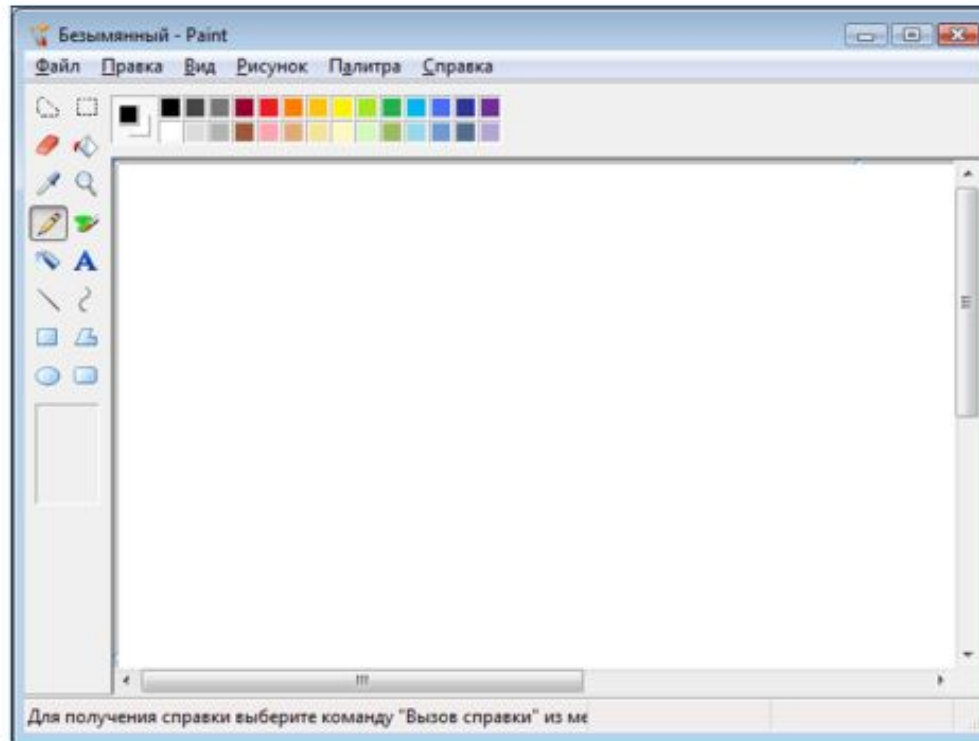 Безымянный - Paint
Файл Правка Вид Рисунок Палитра Справка
A
Для получения справки выберите команду "Вызов справки" из ме